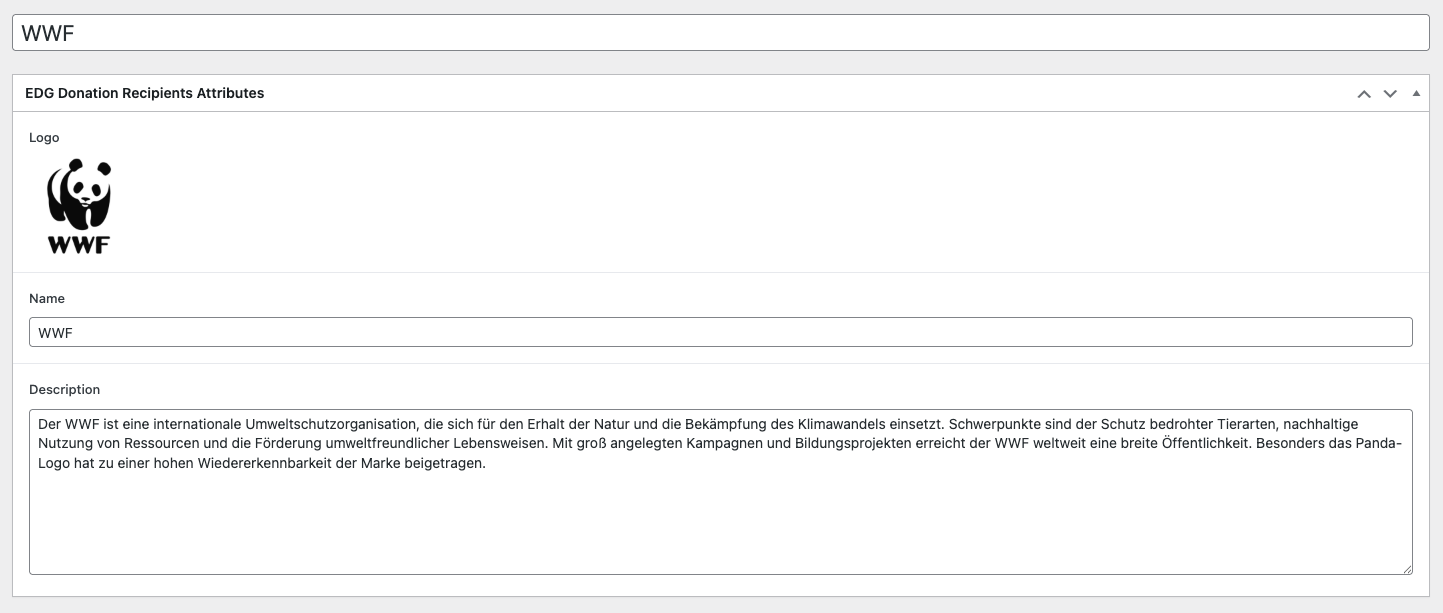 WWF
EDG Donation Recipients Attributes
Logo
WWF
Name
WWF
Description
Der WWF ist eine internationale Umweltschutzorganisation, die sich für den Erhalt der Natur und die Bekämpfung des Klimawandels einsetzt. Schwerpunkte sind der Schutz bedrohter Tierarten, nachhaltige
Nutzung von Ressourcen und die Förderung umweltfreundlicher Lebensweisen. Mit groß angelegten Kampagnen und Bildungsprojekten erreicht der WWF weltweit eine breite Öffentlichkeit. Besonders das Panda-
Logo hat zu einer hohen Wiedererkennbarkeit der Marke beigetragen.